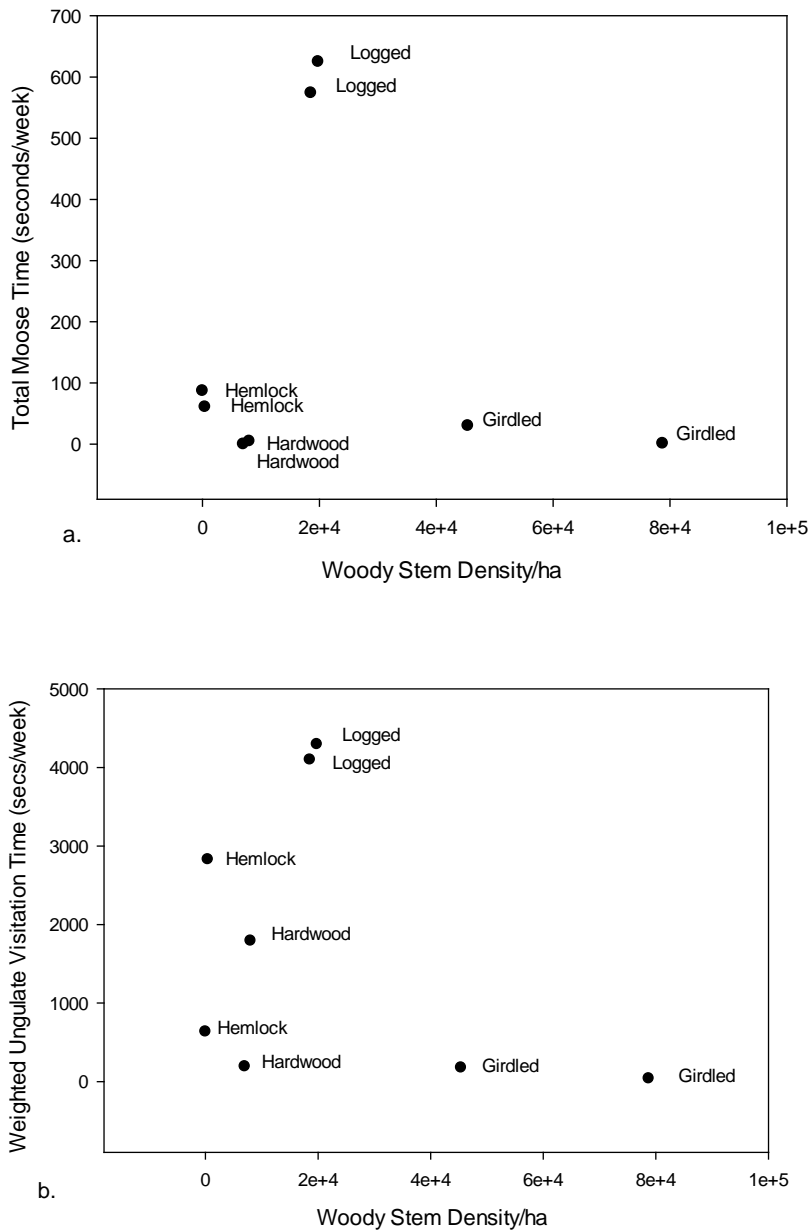 Total Moose Time (seconds/week)
700
600
500
400
300
200
100
0
Logged
Logged
Hemlock
Hemlock
Hardwood
Hardwood
Girdled
Girdled
0 2e+4 4e+4 6e+4 8e+4 1e+5
a.
Woody Stem Density/ha
Weighted Ungulate Visitation Time (secs/week)
5000
4000
3000
2000
1000
0
Logged
Logged
Hemlock
Hardwood
Hemlock
Hardwood
Girdled
Girdled
0 2e+4 4e+4 6e+4 8e+4 1e+5
b.
Woody Stem Density/ha